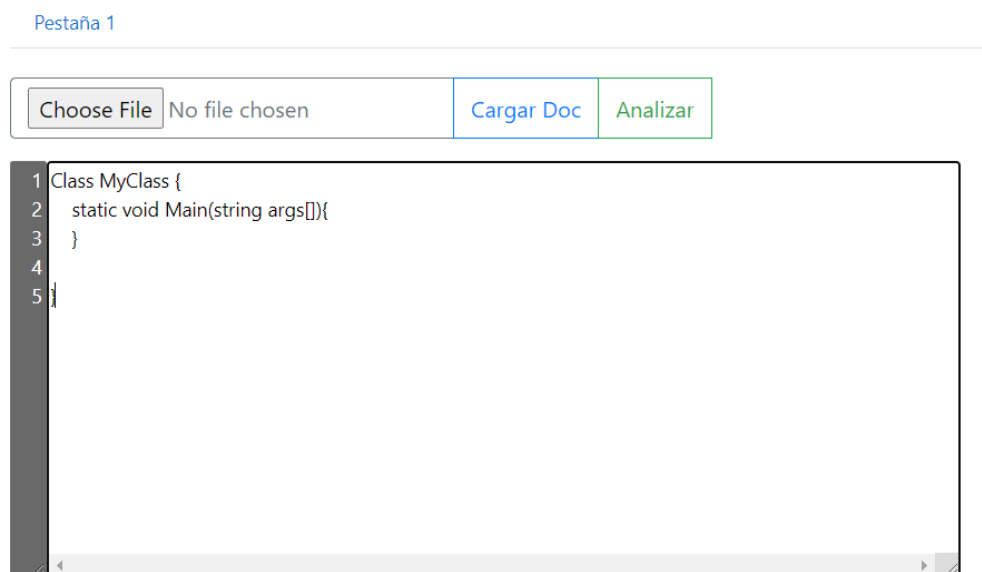 Pestaña 1
Choose File No file chosen Cargar Doc Analizar
1 Class MyClass {
2 static void Main(string args[]){
3 }
4
5 }